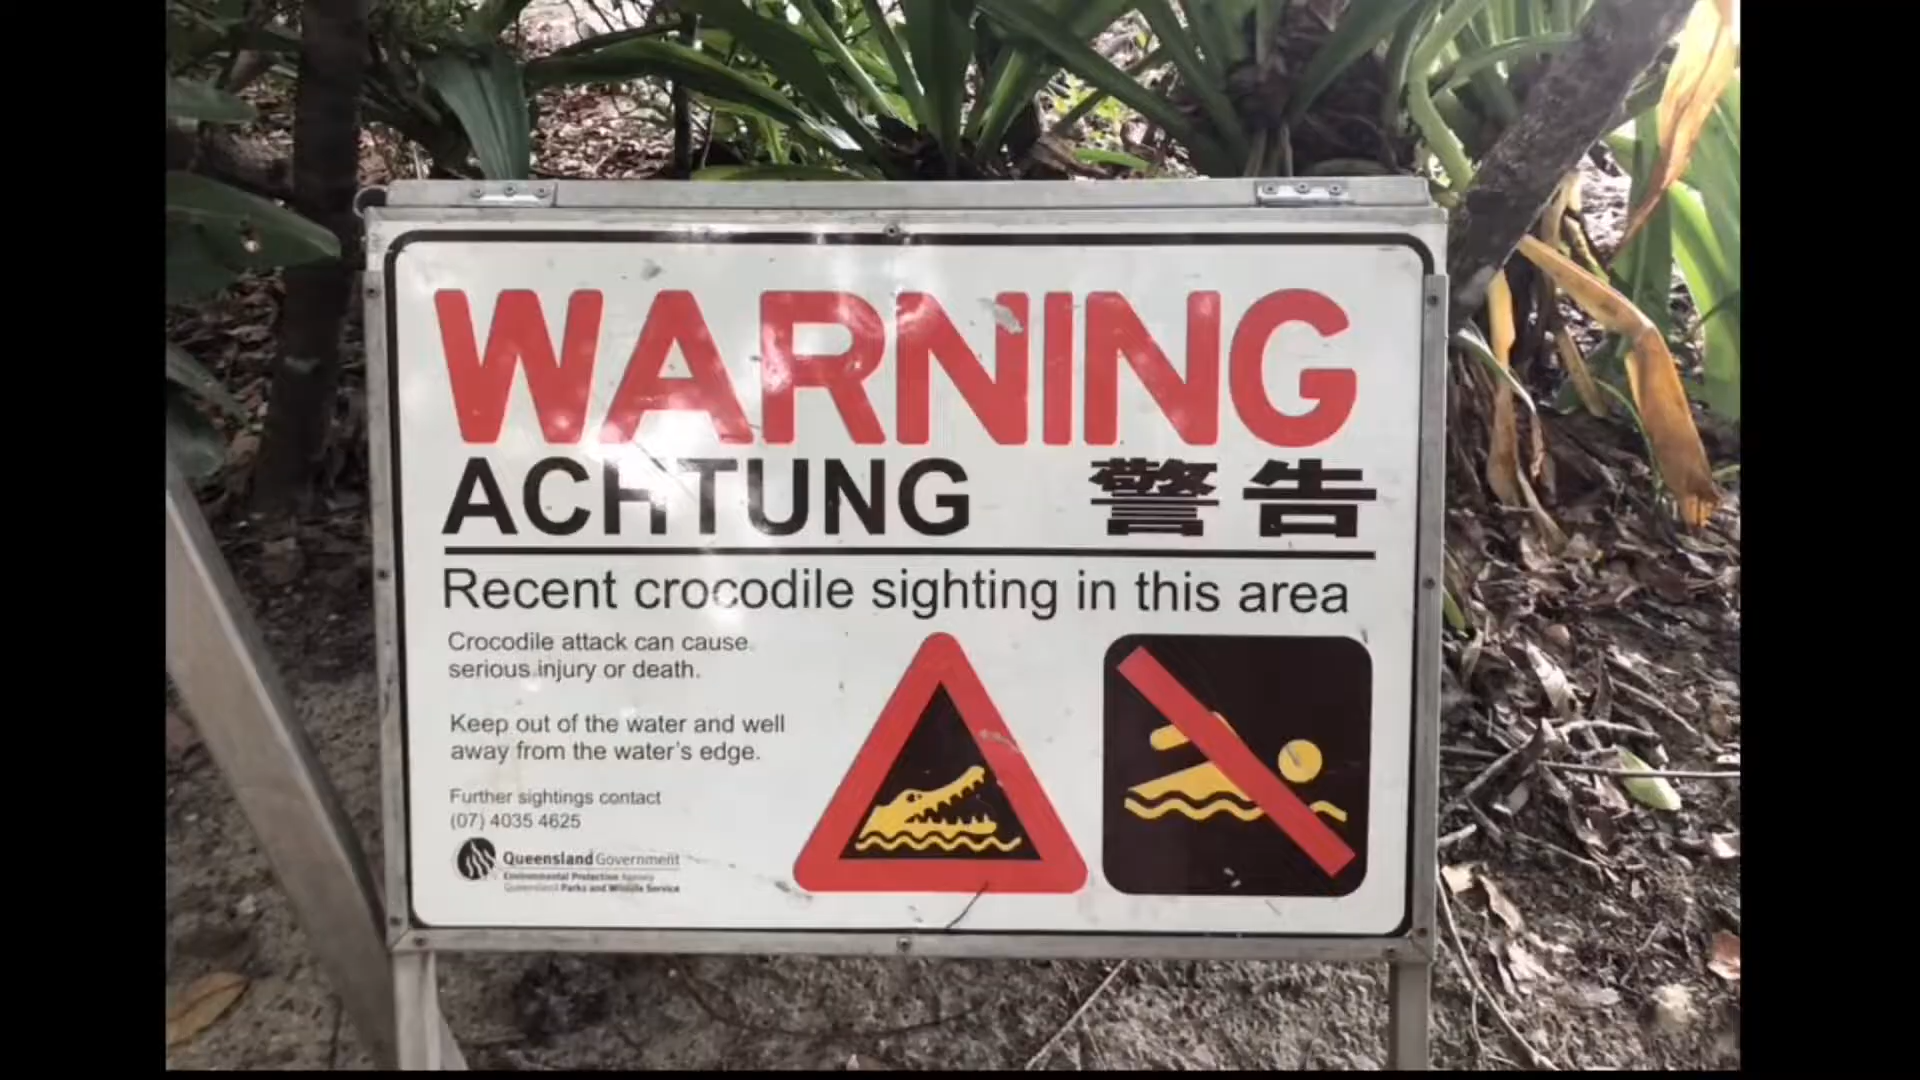 WARNING
ACHTUNG 警告
Recent crocodile sighting in this area
Crocodile attack can cause
serious injury or death.
Keep out of the water and well
away from the water's edge.
Further sightings contact
(07) 4035 4625
Queensland Government
Environmental Protection Agency
Queensland Parks and Wildlife Service